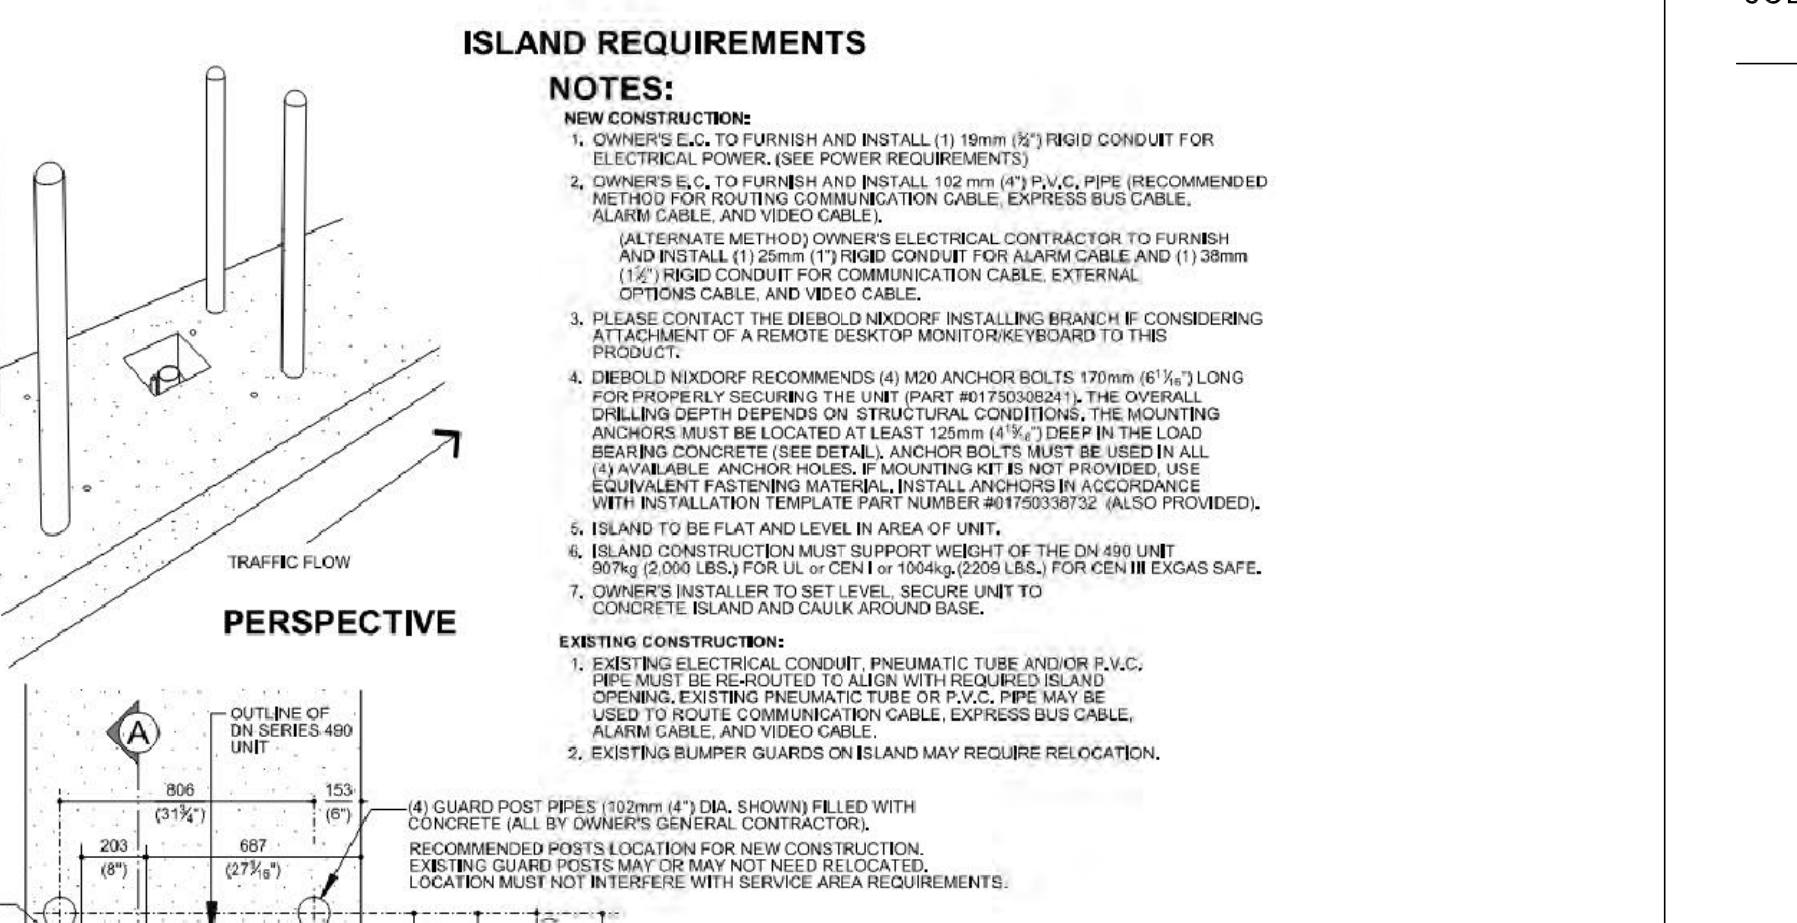 ISLAND REQUIREMENTS
NOTES:
NEW CONSTRUCTION:
1. OWNER'S E.C. TO FURNISH AND INSTALL (1) 19mm (¾") RIGID CONDUIT FOR
ELECTRICAL POWER. (SEE POWER REQUIREMENTS)
2. OWNER'S E.C. TO FURNISH AND INSTALL 102 mm (4") P.V.C. PIPE (RECOMMENDED
METHOD FOR ROUTING COMMUNICATION CABLE, EXPRESS BUS CABLE,
ALARM CABLE, AND VIDEO CABLE).
(ALTERNATE METHOD) OWNER'S ELECTRICAL CONTRACTOR TO FURNISH
AND INSTALL (1) 25mm (1") RIGID CONDUIT FOR ALARM CABLE AND (1) 38mm
(1½") RIGID CONDUIT FOR COMMUNICATION CABLE, EXTERNAL
OPTIONS CABLE, AND VIDEO CABLE.
3. PLEASE CONTACT THE DIEBOLD NIXDORF INSTALLING BRANCH IF CONSIDERING
ATTACHMENT OF A REMOTE DESKTOP MONITOR/KEYBOARD TO THIS
PRODUCT.
4. DIEBOLD NIXDORF RECOMMENDS (4) M20 ANCHOR BOLTS 170mm (6 11/16") LONG
FOR PROPERLY SECURING THE UNIT (PART #01750308241). THE OVERALL
DRILLING DEPTH DEPENDS ON STRUCTURAL CONDITIONS. THE MOUNTING
ANCHORS MUST BE LOCATED AT LEAST 125mm (4 15/16") DEEP IN THE LOAD
BEARING CONCRETE (SEE DETAIL). ANCHOR BOLTS MUST BE USED IN ALL
(4) AVAILABLE ANCHOR HOLES. IF MOUNTING KIT IS NOT PROVIDED, USE
EQUIVALENT FASTENING MATERIAL. INSTALL ANCHORS IN ACCORDANCE
WITH INSTALLATION TEMPLATE PART NUMBER #01750338732 (ALSO PROVIDED).
5. ISLAND TO BE FLAT AND LEVEL IN AREA OF UNIT.
6. ISLAND CONSTRUCTION MUST SUPPORT WEIGHT OF THE DN 490 UNIT
907kg (2,000 LBS.) FOR UL or CEN I or 1004kg.(2209 LBS.) FOR CEN III EXGAS SAFE.
7. OWNER'S INSTALLER TO SET LEVEL, SECURE UNIT TO
CONCRETE ISLAND AND CAULK AROUND BASE.
EXISTING CONSTRUCTION:
1. EXISTING ELECTRICAL CONDUIT, PNEUMATIC TUBE AND/OR P.V.C.
PIPE MUST BE RE-ROUTED TO ALIGN WITH REQUIRED ISLAND
OPENING. EXISTING PNEUMATIC TUBE OR P.V.C. PIPE MAY BE
USED TO ROUTE COMMUNICATION CABLE, EXPRESS BUS CABLE,
ALARM CABLE, AND VIDEO CABLE.
2. EXISTING BUMPER GUARDS ON ISLAND MAY REQUIRE RELOCATION.
TRAFFIC FLOW
PERSPECTIVE
A
OUTLINE OF
DN SERIES 490
UNIT
806
(31¾")
153
(6")
203
(8")
687
(27 1/16")
(4) GUARD POST PIPES (102mm (4") DIA. SHOWN) FILLED WITH
CONCRETE (ALL BY OWNER'S GENERAL CONTRACTOR).
RECOMMENDED POSTS LOCATION FOR NEW CONSTRUCTION.
EXISTING GUARD POSTS MAY OR MAY NOT NEED RELOCATED.
LOCATION MUST NOT INTERFERE WITH SERVICE AREA REQUIREMENTS.